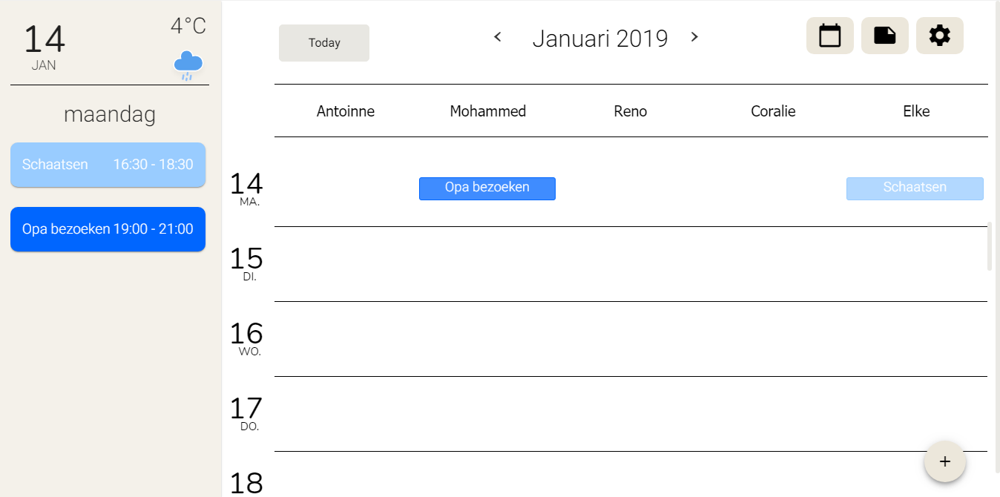 14
JAN
4°C
maandag
Schaatsen 16:30 - 18:30
Opa bezoeken 19:00 - 21:00
Today
< Januari 2019 >
Antoinne Mohammed Reno Coralie Elke
14
MA.
Opa bezoeken Schaatsen
15
DI.
16
WO.
17
DO.
18
+